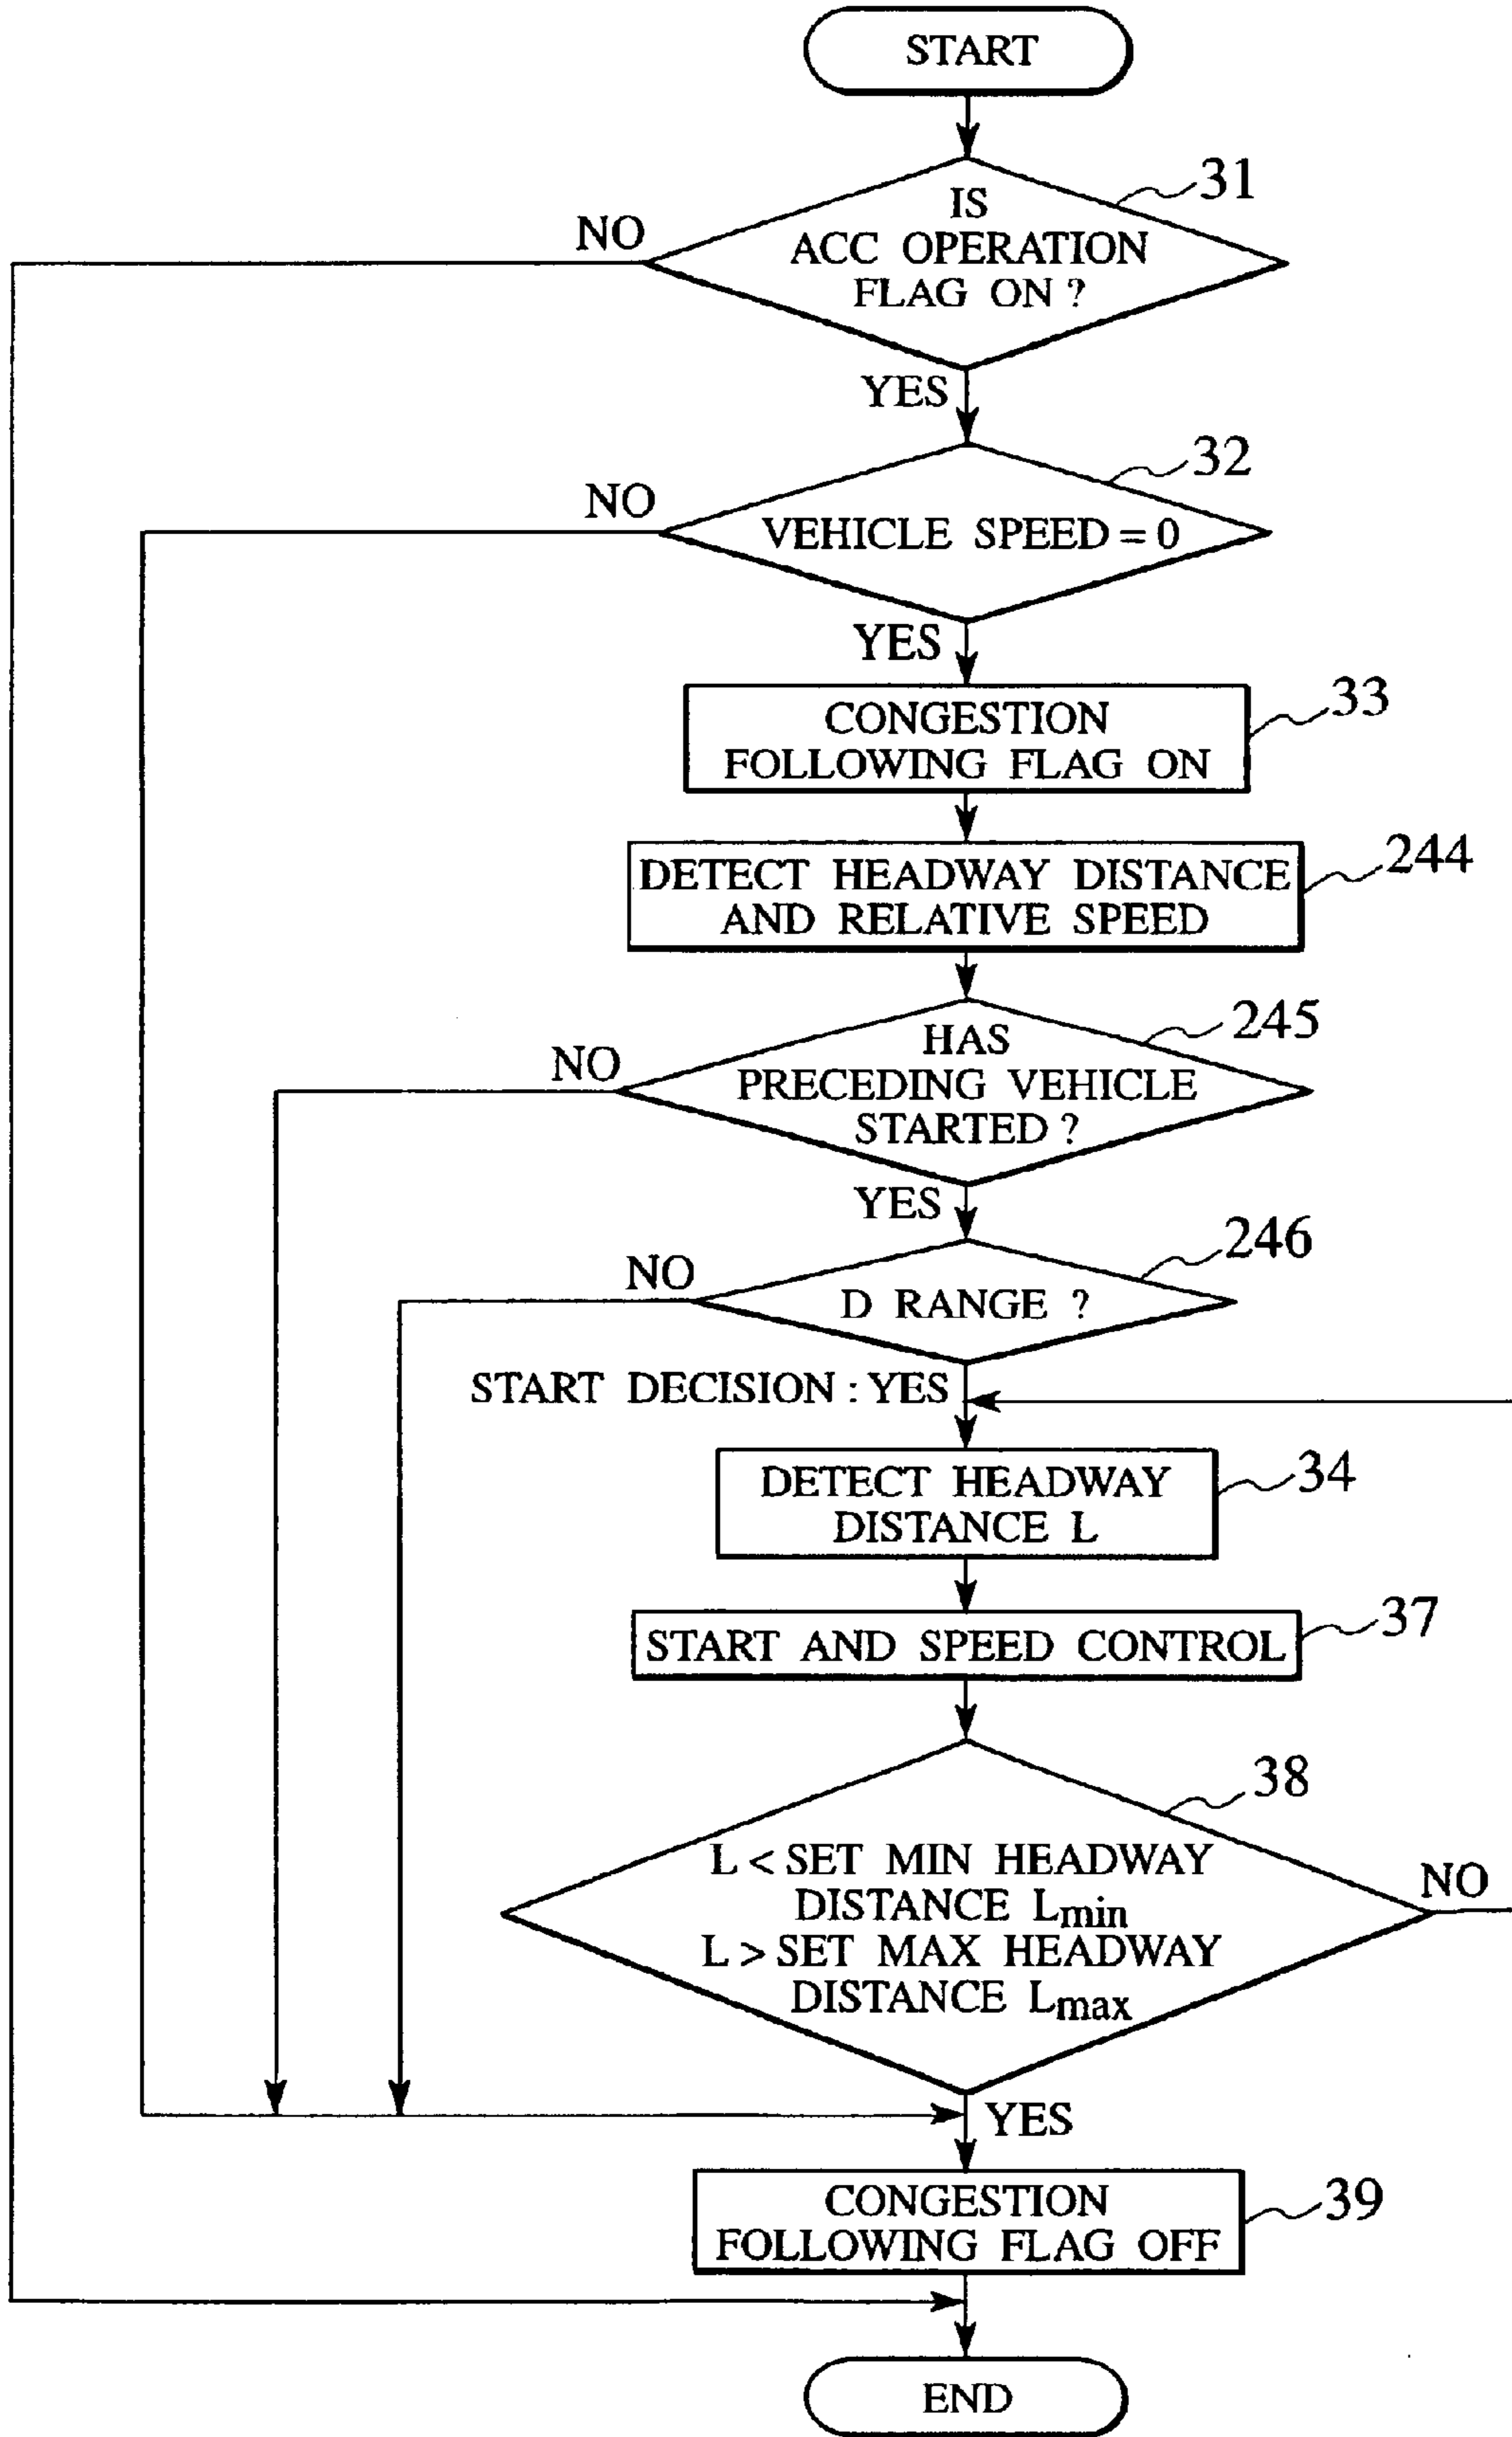 START
31
IS
ACC OPERATION
FLAG ON ?
NO
YES
32
NO
VEHICLE SPEED = 0
YES
33
CONGESTION
FOLLOWING FLAG ON
244
DETECT HEADWAY DISTANCE
AND RELATIVE SPEED
245
HAS
PRECEDING VEHICLE
STARTED ?
NO
YES
246
NO
D RANGE ?
START DECISION : YES
34
DETECT HEADWAY
DISTANCE L
37
START AND SPEED CONTROL
38
L < SET MIN HEADWAY
DISTANCE Lmin
L > SET MAX HEADWAY
DISTANCE Lmax
NO
YES
39
CONGESTION
FOLLOWING FLAG OFF
END